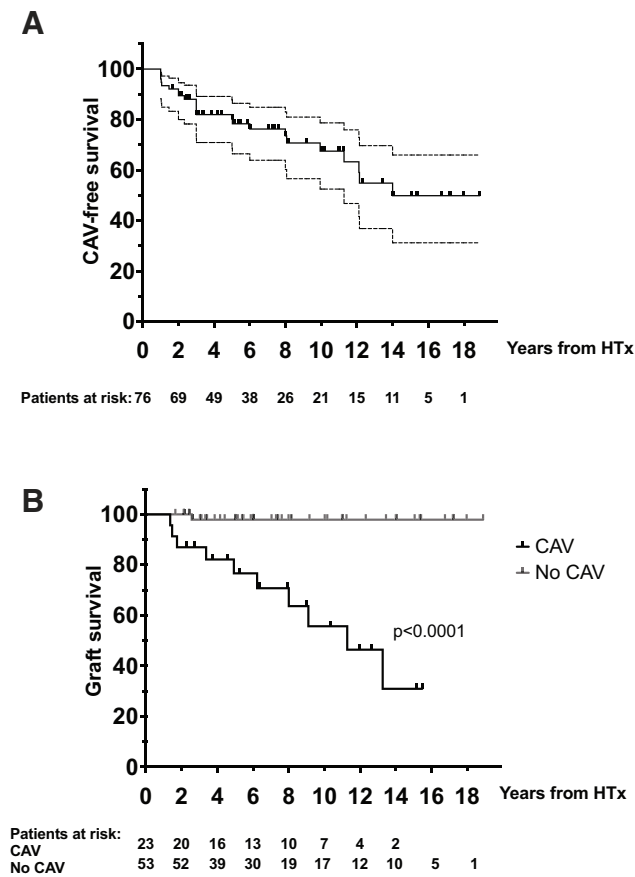 A
CAV-free survival
100
80
60
40
20
0
0 2 4 6 8 10 12 14 16 18 Years from HTx
Patients at risk: 76 69 49 38 26 21 15 11 5 1
B
Graft survival
100
80
60
40
20
0
CAV
No CAV
p<0.0001
0 2 4 6 8 10 12 14 16 18 Years from HTx
Patients at risk:
CAV 23 20 16 13 10 7 4 2
No CAV 53 52 39 30 19 17 12 10 5 1